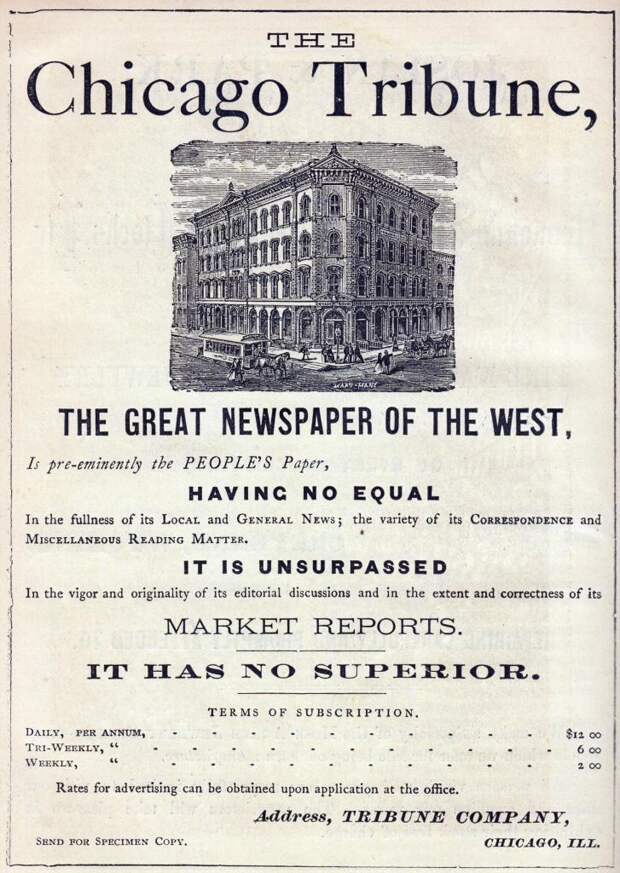 THE
Chicago Tribune,
THE GREAT NEWSPAPER OF THE WEST,
Is pre-eminently the PEOPLE'S Paper,
HAVING NO EQUAL
In the fullness of its LOCAL and GENERAL NEWS; the variety of its CORRESPONDENCE and
MISCELLANEOUS READING MATTER.
IT IS UNSURPASSED
In the vigor and originality of its editorial discussions and in the extent and correctness of its
MARKET REPORTS.
IT HAS NO SUPERIOR.
TERMS OF SUBSCRIPTION.
DAILY, PER ANNUM, - - - - - - - - - - - - $12 00
TRI-WEEKLY, “ - - - - - - - - - - - - - 6 00
WEEKLY, “ - - - - - - - - - - - - 2 00
Rates for advertising can be obtained upon application at the office.
Address, TRIBUNE COMPANY,
SEND FOR SPECIMEN COPY. CHICAGO, ILL.